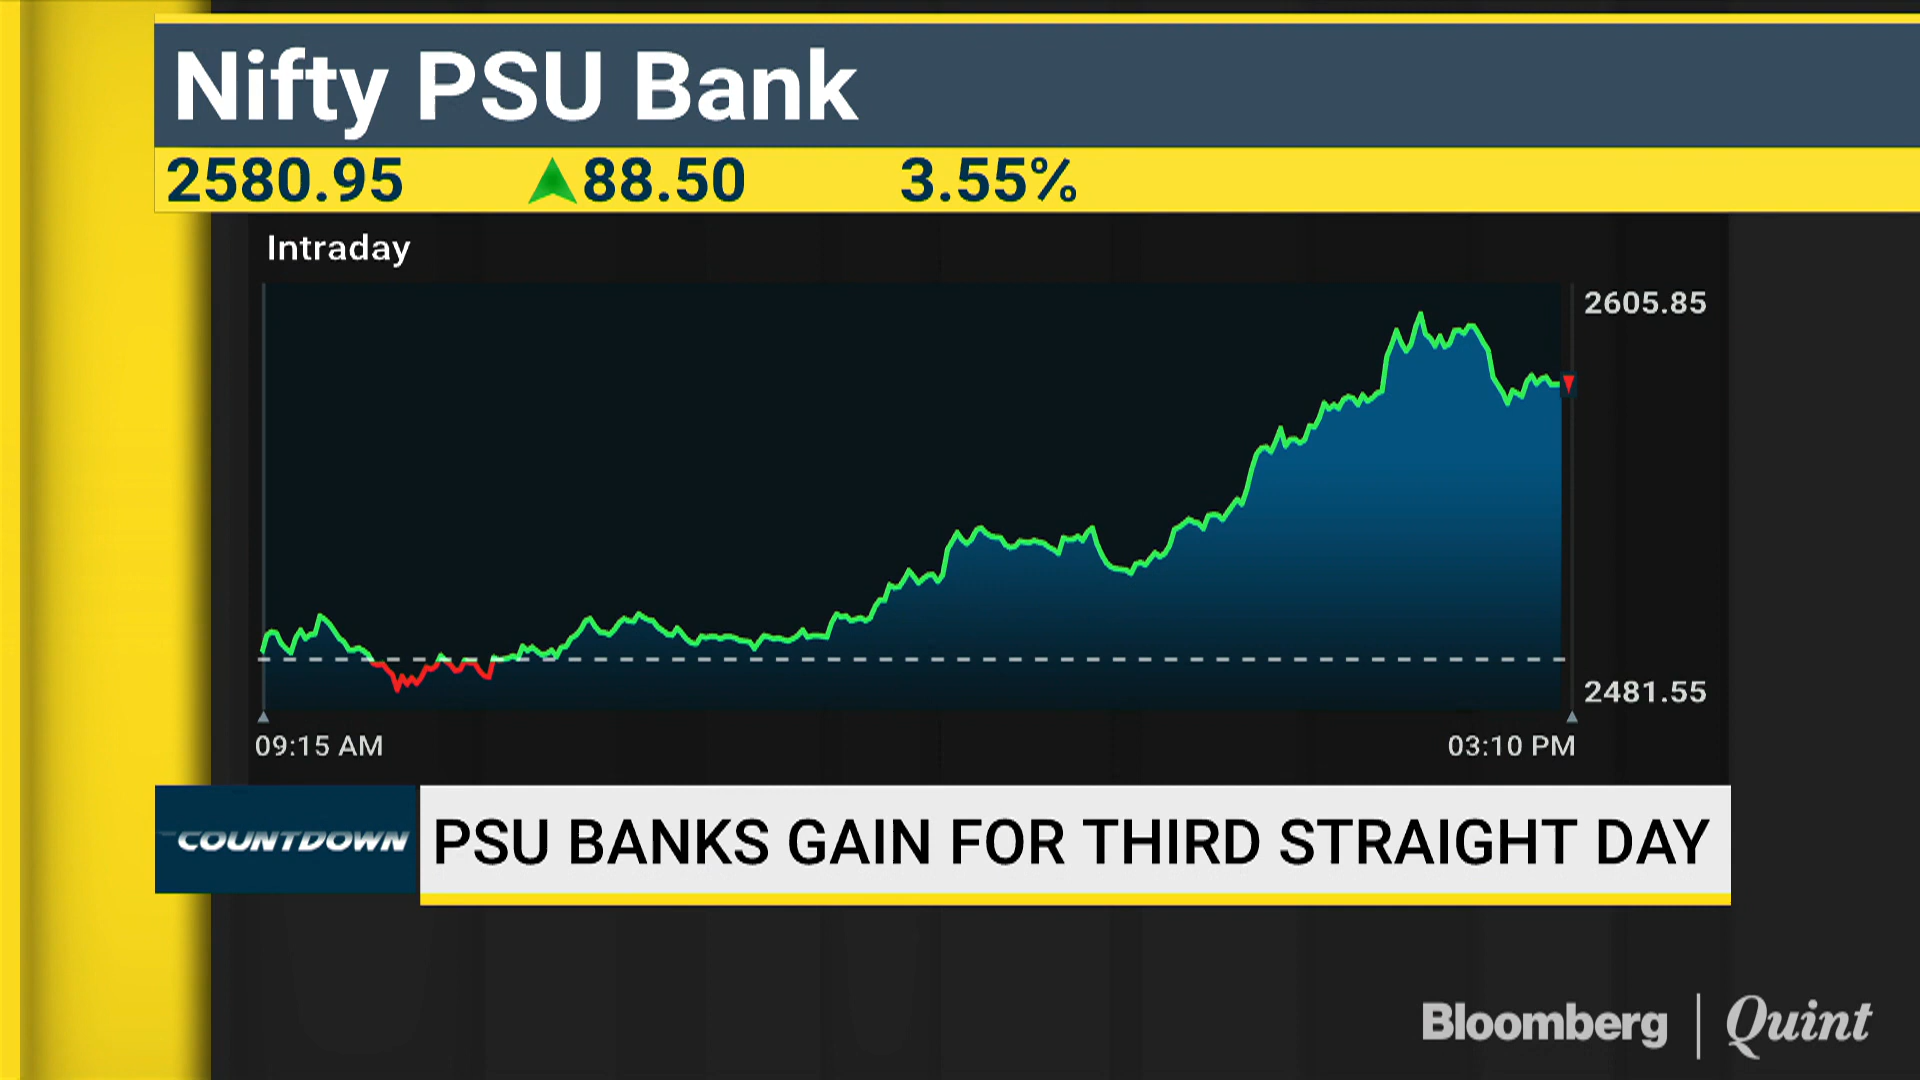 Nifty PSU Bank
2580.95 ▲88.50 3.55%
Intraday
2605.85
2481.55
09:15 AM 03:10 PM
COUNTDOWN PSU BANKS GAIN FOR THIRD STRAIGHT DAY
Bloomberg | Quint